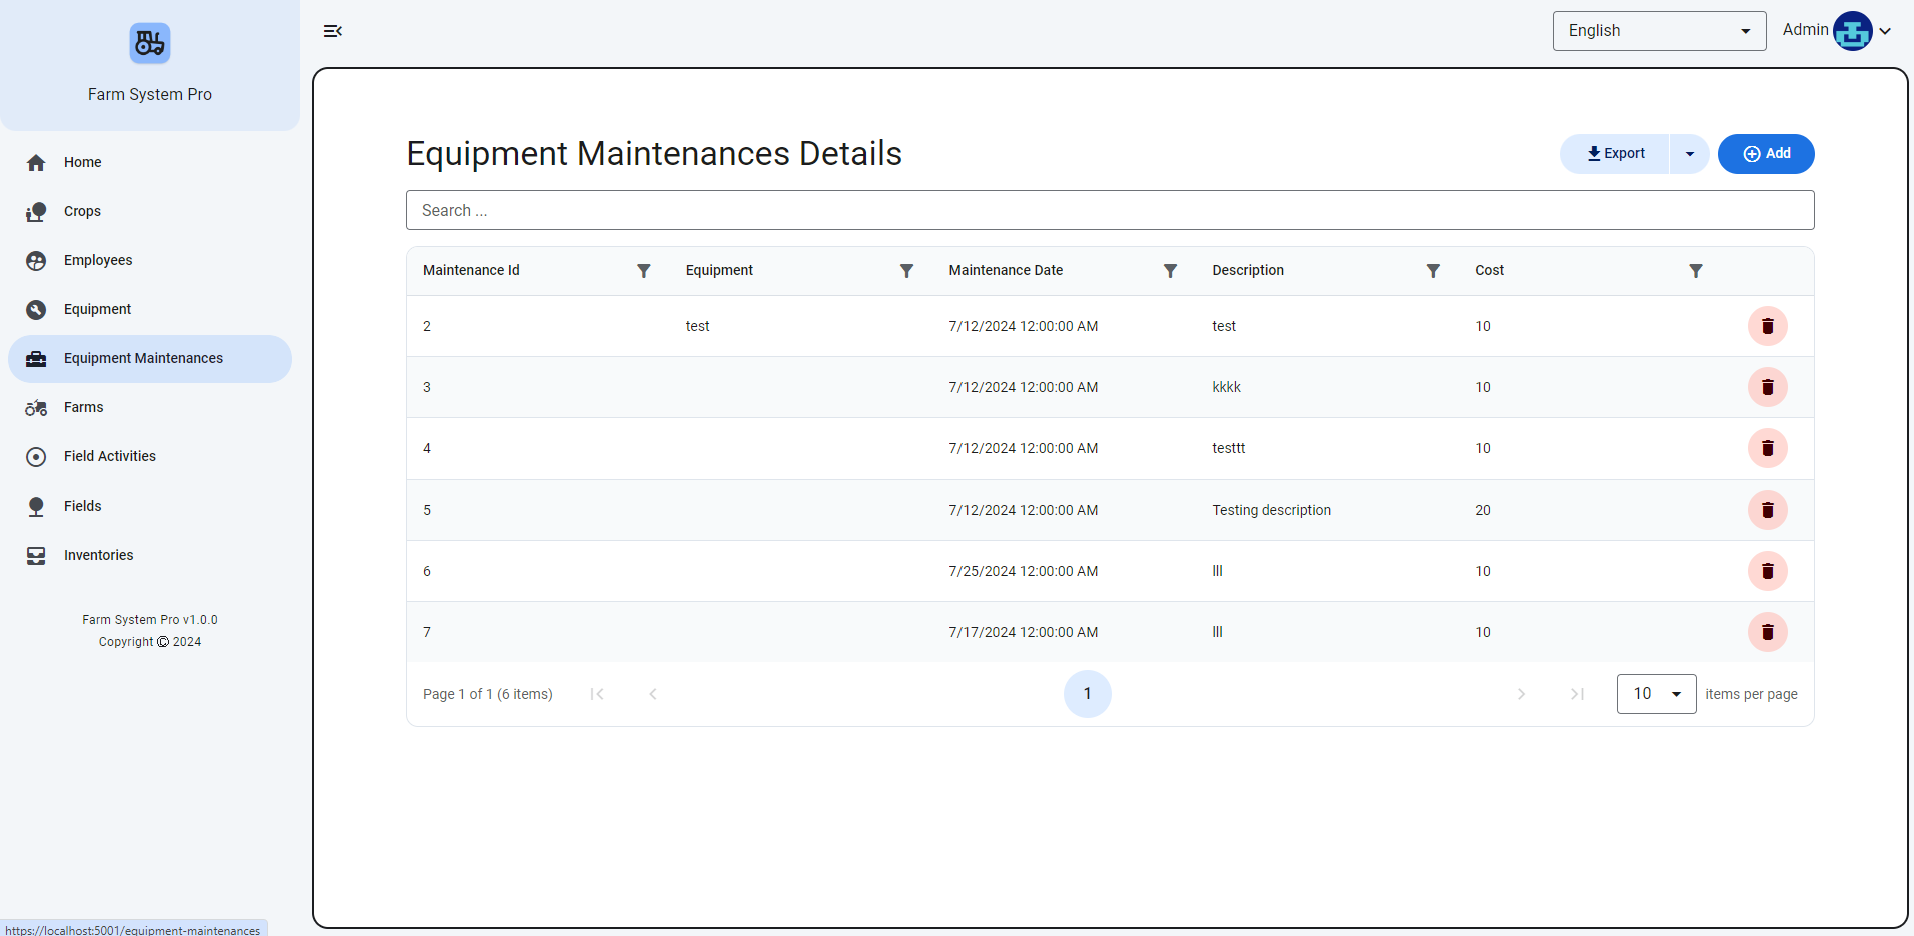 Farm System Pro
Home
Crops
Employees
Equipment
Equipment Maintenances
Farms
Field Activities
Fields
Inventories
Farm System Pro v1.0.0
Copyright © 2024
https://localhost:5001/equipment-maintenances
English
Admin
Equipment Maintenances Details
Export
Add
Search ...
Maintenance Id Equipment Maintenance Date Description Cost
2 test 7/12/2024 12:00:00 AM test 10
3 7/12/2024 12:00:00 AM kkkk 10
4 7/12/2024 12:00:00 AM testtt 10
5 7/12/2024 12:00:00 AM Testing description 20
6 7/25/2024 12:00:00 AM lll 10
7 7/17/2024 12:00:00 AM lll 10
Page 1 of 1 (6 items) 1 10 items per page